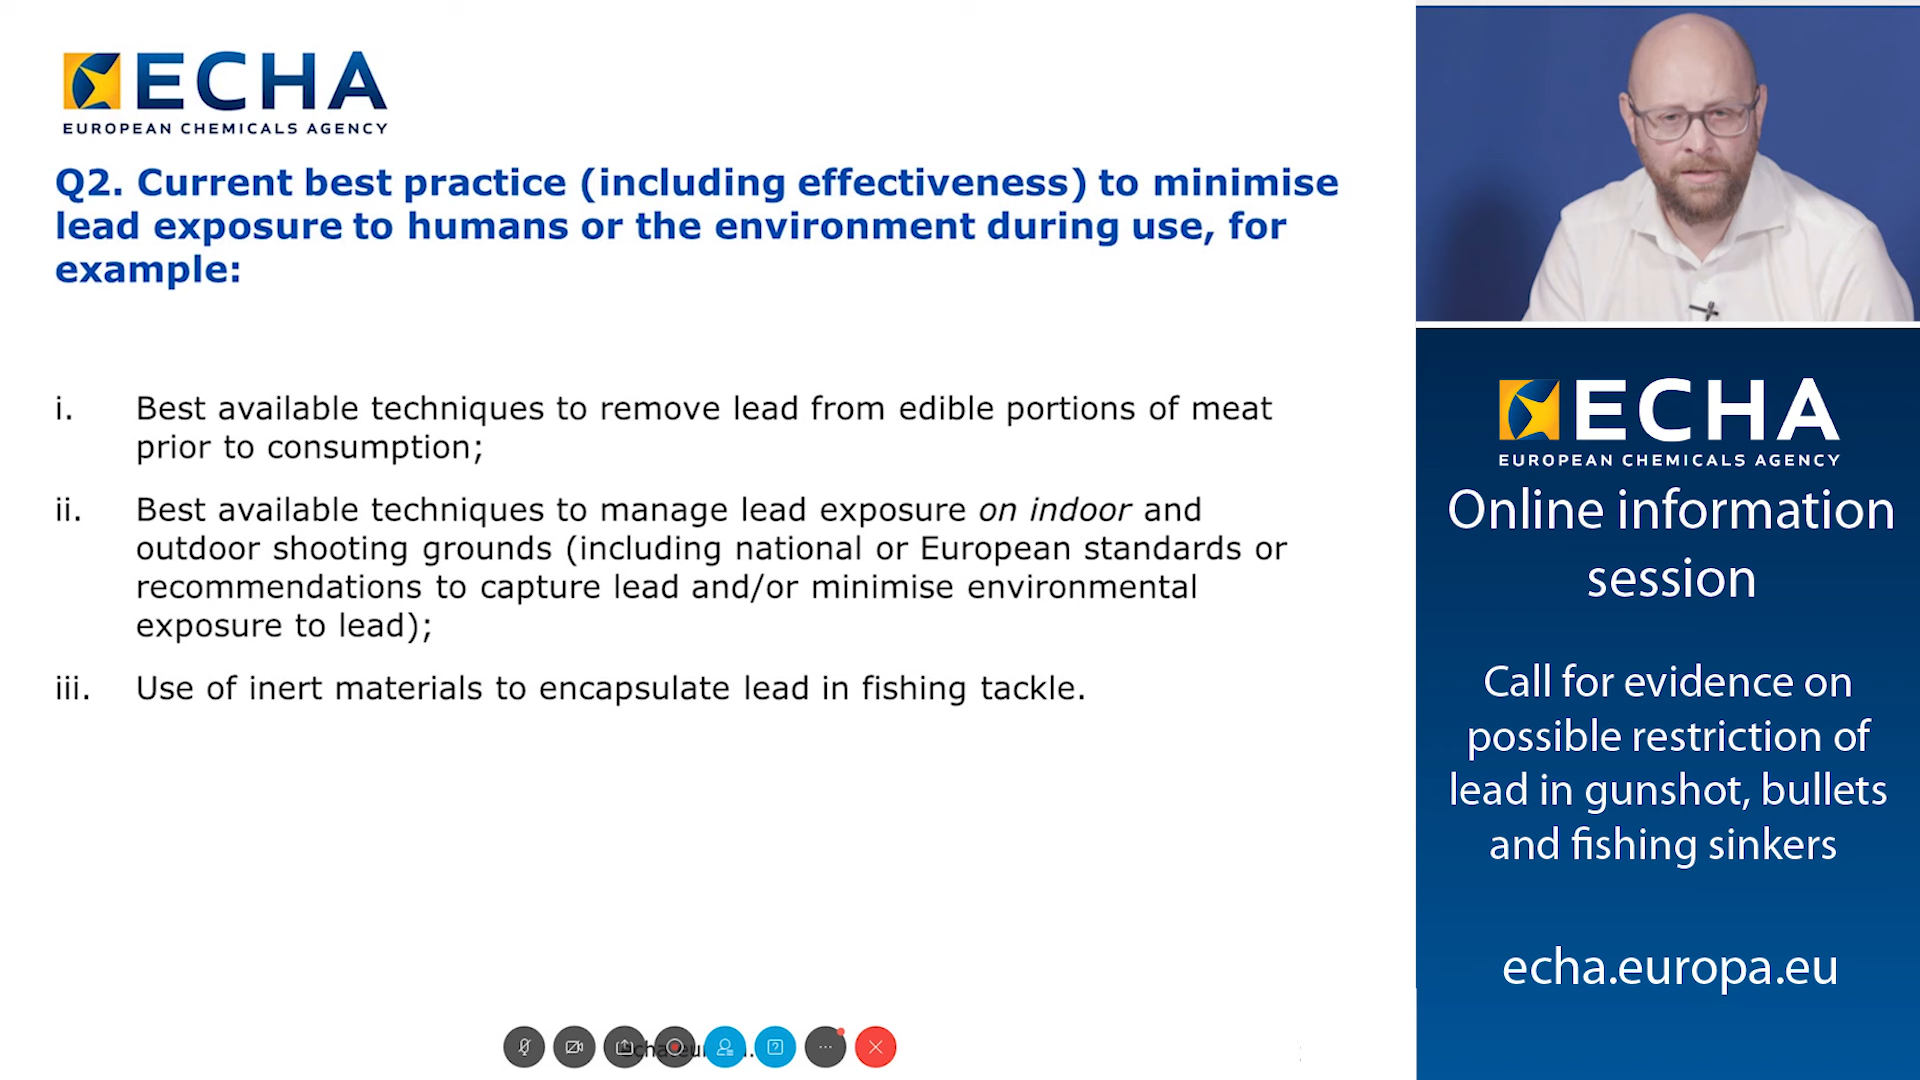 ECHA
EUROPEAN CHEMICALS AGENCY
Q2. Current best practice (including effectiveness) to minimise
lead exposure to humans or the environment during use, for
example:
i. Best available techniques to remove lead from edible portions of meat
prior to consumption;
ii. Best available techniques to manage lead exposure on indoor and
outdoor shooting grounds (including national or European standards or
recommendations to capture lead and/or minimise environmental
exposure to lead);
iii. Use of inert materials to encapsulate lead in fishing tackle.
ECHA
EUROPEAN CHEMICALS AGENCY
Online information
session
Call for evidence on
possible restriction of
lead in gunshot, bullets
and fishing sinkers
echa.europa.eu